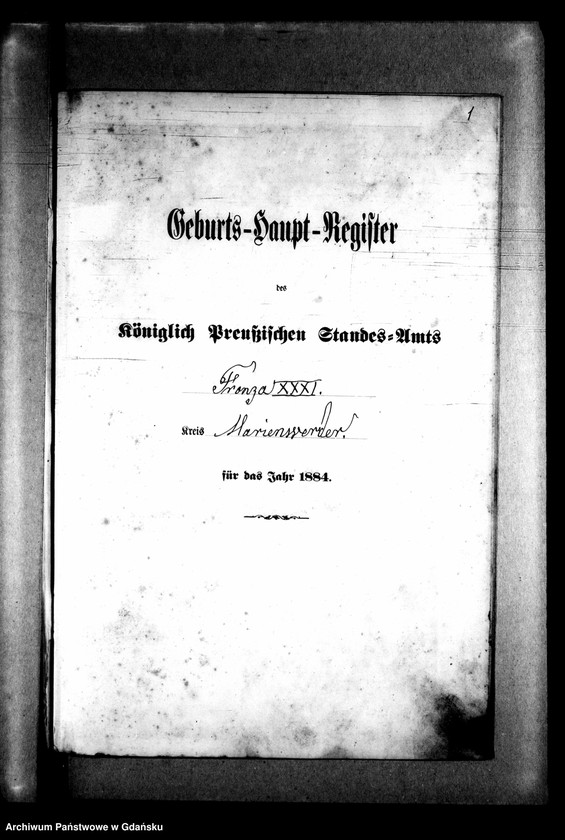 1
Geburts-Haupt-Register
des
Königlich Preußischen Standes-Amts
Fronza XXXI.
Kreis Marienwerder.
für das Jahr 1884.
Archiwum Państwowe w Gdańsku